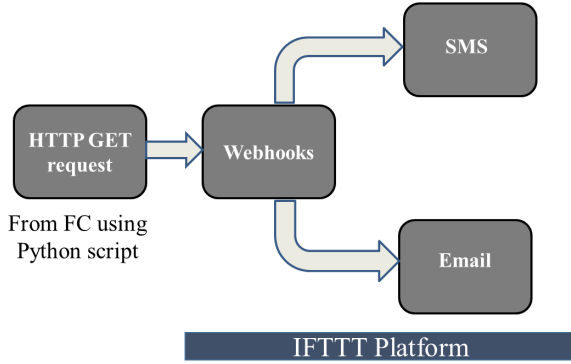 SMS
HTTP GET
request
Webhooks
From FC using
Python script
Email
IFTTT Platform